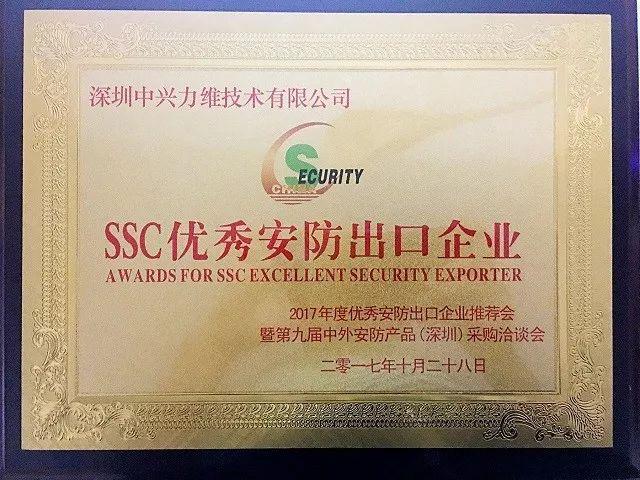 深圳中兴力维技术有限公司
SECURITY
CHINA
SSC优秀安防出口企业
AWARDS FOR SSC EXCELLENT SECURITY EXPORTER
2017年度优秀安防出口企业推荐会
暨第九届中外安防产品(深圳)采购洽谈会
二零一七年十月二十八日